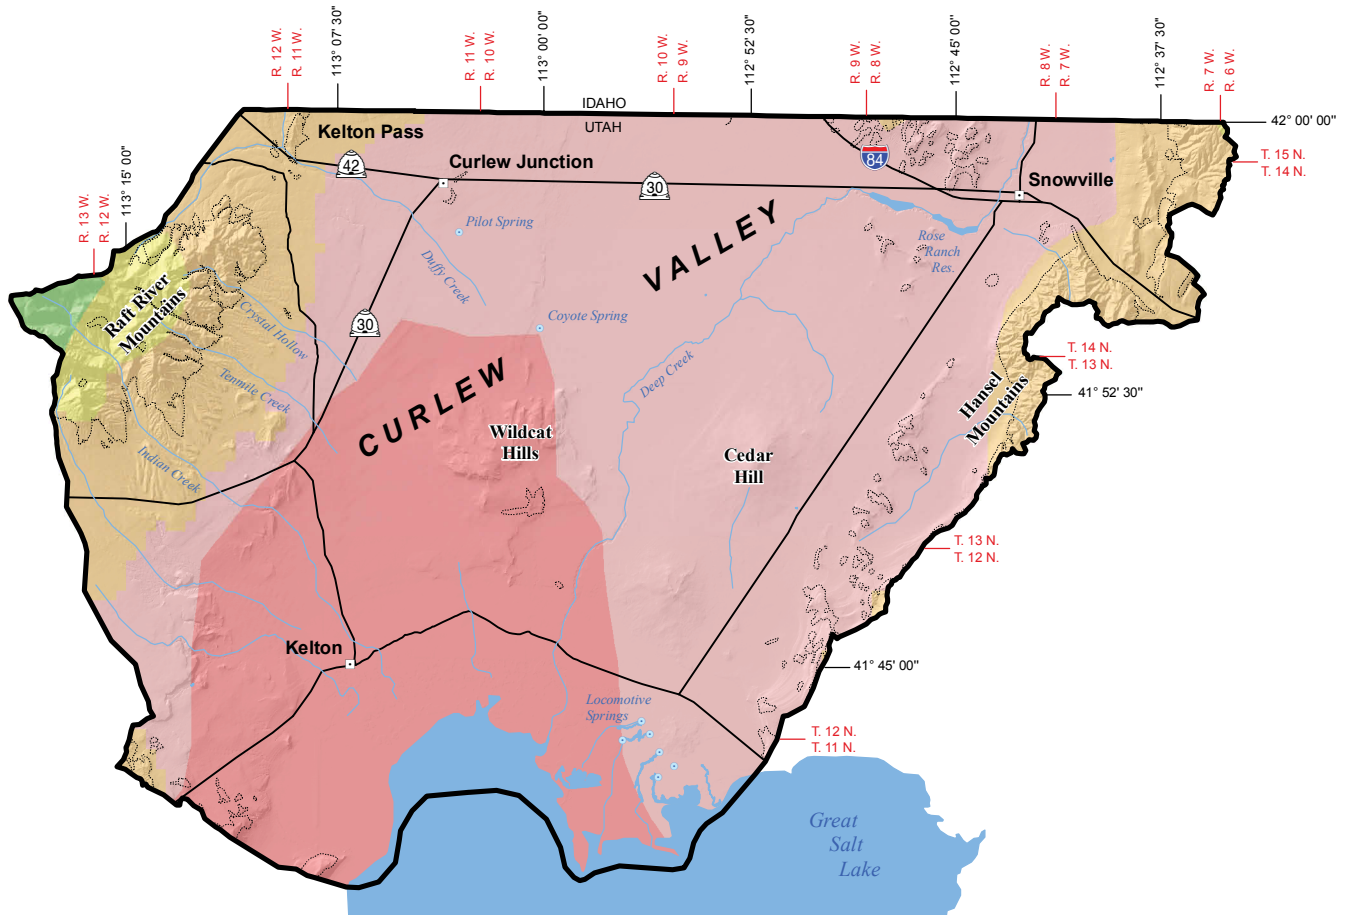 R. 12 W.
R. 11 W.
113° 07' 30"
R. 11 W.
R. 10 W.
113° 00' 00"
R. 10 W.
R. 9 W.
112° 52' 30"
R. 9 W.
R. 8 W.
112° 45' 00"
R. 8 W.
R. 7 W.
112° 37' 30"
R. 7 W.
R. 6 W.
IDAHO
UTAH
42° 00' 00"
Kelton Pass
42
Curlew Junction
30
84
Snowville
T. 15 N.
T. 14 N.
R. 13 W.
R. 12 W.
113° 15' 00"
Pilot Spring
Duffy Creek
VALLEY
Rose
Ranch
Res.
Raft River
Mountains
Crystal Hollow
30
Coyote Spring
Tenmile Creek
Deep Creek
T. 14 N.
T. 13 N.
41° 52' 30"
Hansel
Mountains
CURLEW
Wildcat
Hills
Cedar
Hill
Indian Creek
T. 13 N.
T. 12 N.
Kelton
41° 45' 00"
Locomotive
Springs
T. 12 N.
T. 11 N.
Great
Salt
Lake